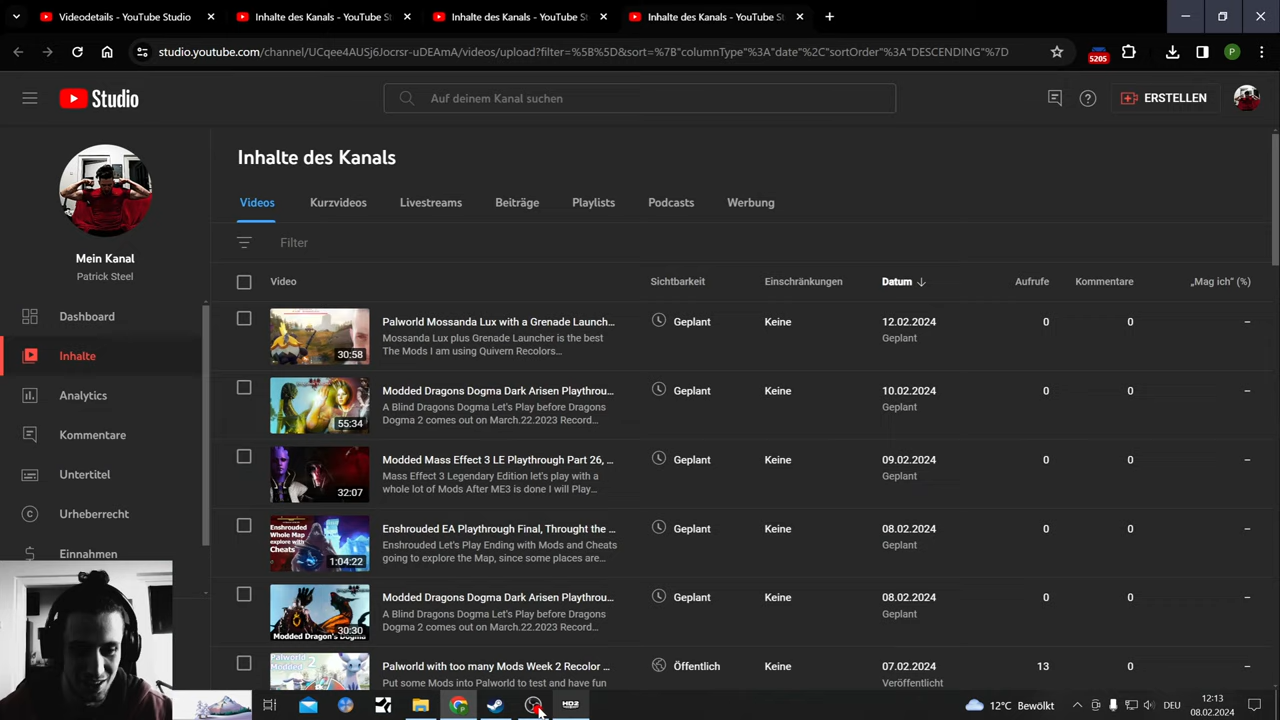 Videodetails - YouTube Studio
Inhalte des Kanals - YouTube St
Inhalte des Kanals - YouTube St
Inhalte des Kanals - YouTube St
studio.youtube.com/channel/UCqee4AUSj6Jocrsr-uDEAmA/videos/upload?filter=%5B%5D&sort=%7B"columnType"%3A"date"%2C"sortOrder"%3A"DESCENDING"%7D
5205
P
Studio
Auf deinem Kanal suchen
ERSTELLEN
Mein Kanal
Patrick Steel
Dashboard
Inhalte
Analytics
Kommentare
Untertitel
Urheberrecht
Einnahmen
Inhalte des Kanals
Videos Kurzvideos Livestreams Beiträge Playlists Podcasts Werbung
Filter
Video Sichtbarkeit Einschränkungen Datum Aufrufe Kommentare „Mag ich“ (%)
30:58
Palworld Mossanda Lux with a Grenade Launch…
Mossanda Lux plus Grenade Launcher is the best
The Mods I am using Quivern Recolors…
Geplant Keine 12.02.2024 0 0 –
Geplant
55:34
Modded Dragons Dogma Dark Arisen Playthrou…
A Blind Dragons Dogma Let's Play before Dragons
Dogma 2 comes out on March.22.2023 Record…
Geplant Keine 10.02.2024 0 0 –
Geplant
32:07
Modded Mass Effect 3 LE Playthrough Part 26, …
Mass Effect 3 Legendary Edition let's play with a
whole lot of Mods After ME3 is done I will Play…
Geplant Keine 09.02.2024 0 0 –
Geplant
Enshrouded
Whole Map
explore with
Cheats
1:04:22
Enshrouded EA Playthrough Final, Throught the …
Enshrouded Let's Play Ending with Mods and Cheats
going to explore the Map, since some places are…
Geplant Keine 08.02.2024 0 0 –
Geplant
Modded Dragon's Dogma
30:30
Modded Dragons Dogma Dark Arisen Playthrou…
A Blind Dragons Dogma Let's Play before Dragons
Dogma 2 comes out on March.22.2023 Record…
Geplant Keine 08.02.2024 0 0 –
Geplant
Palworld
Modded
2
Palworld with too many Mods Week 2 Recolor …
Put some Mods into Palworld to test and have fun
Öffentlich Keine 07.02.2024 13 0 –
Veröffentlicht
HD2
12°C Bewölkt
DEU
12:13
08.02.2024